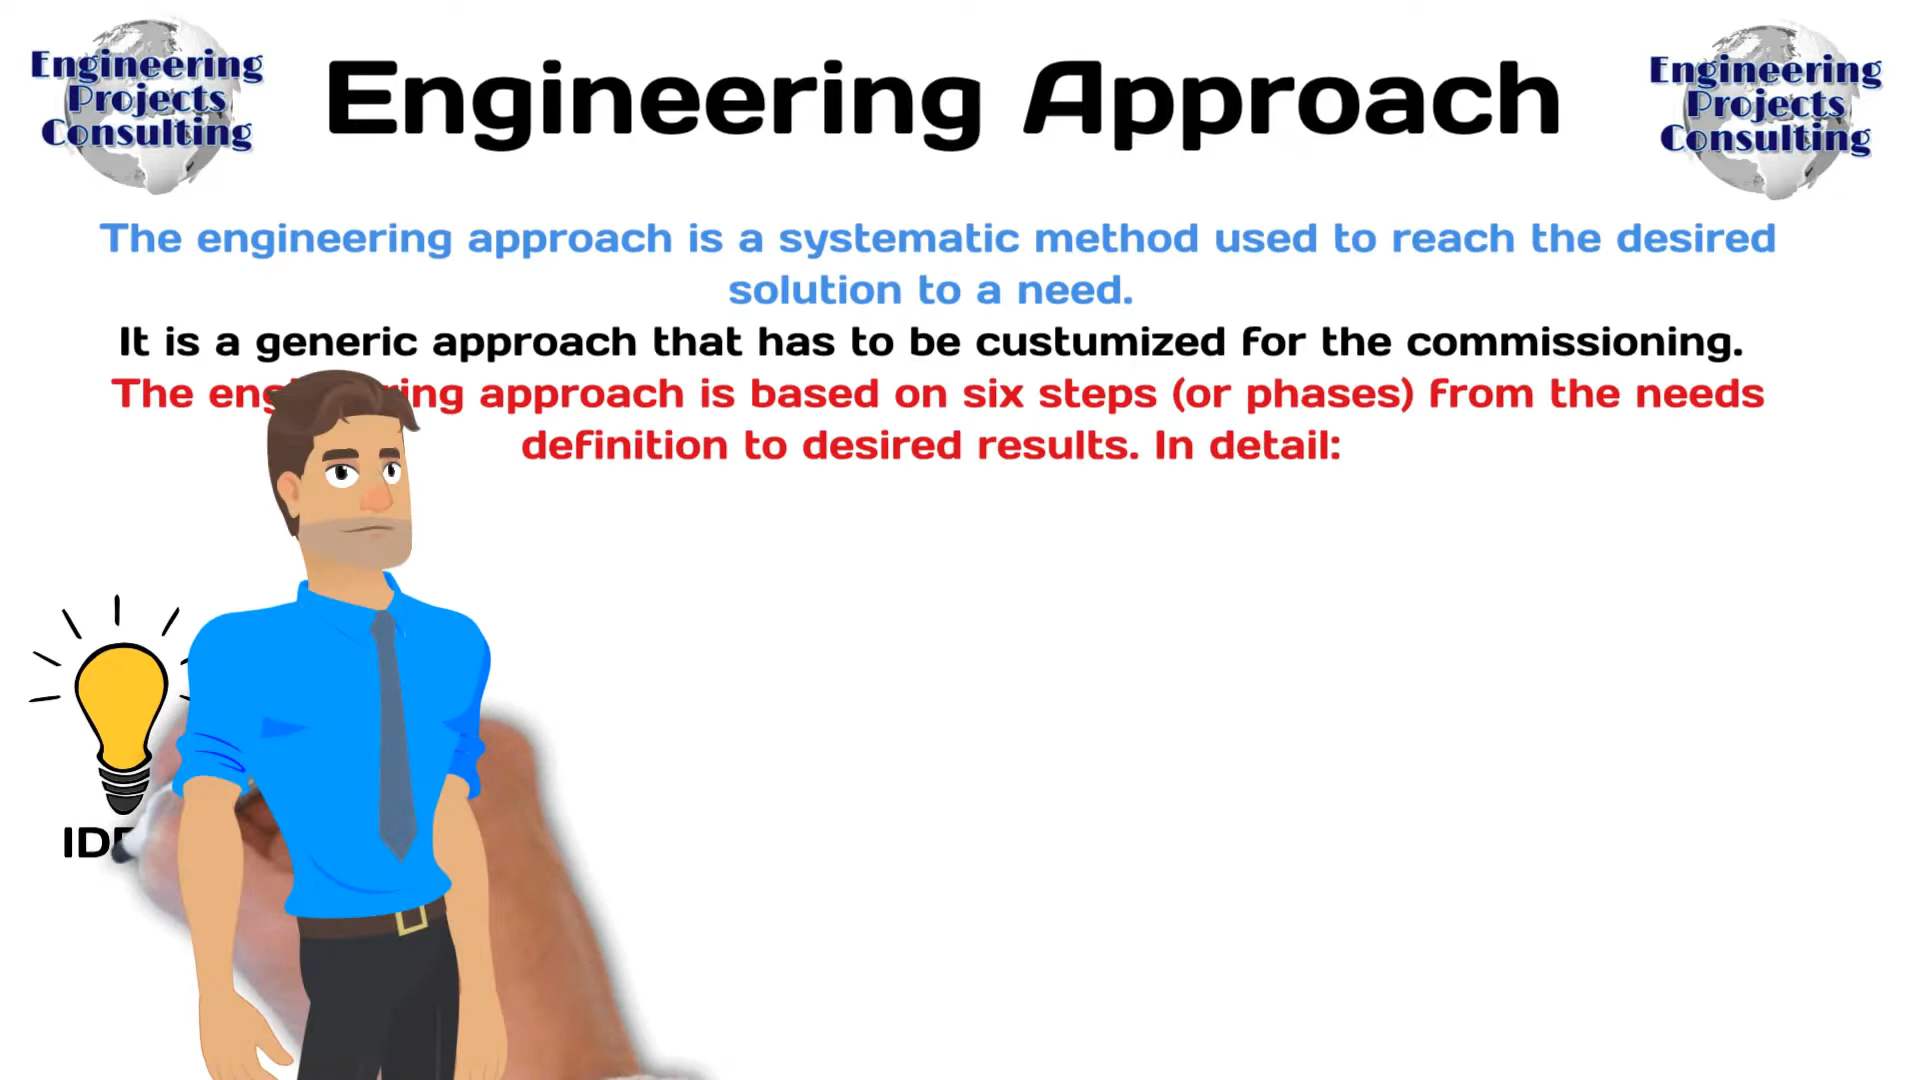 Engineering
Projects
Consulting
Engineering Approach
Engineering
Projects
Consulting
The engineering approach is a systematic method used to reach the desired
solution to a need.
It is a generic approach that has to be custumized for the commissioning.
The approach is based on six steps (or phases) from the needs
definition to desired results. In detail: